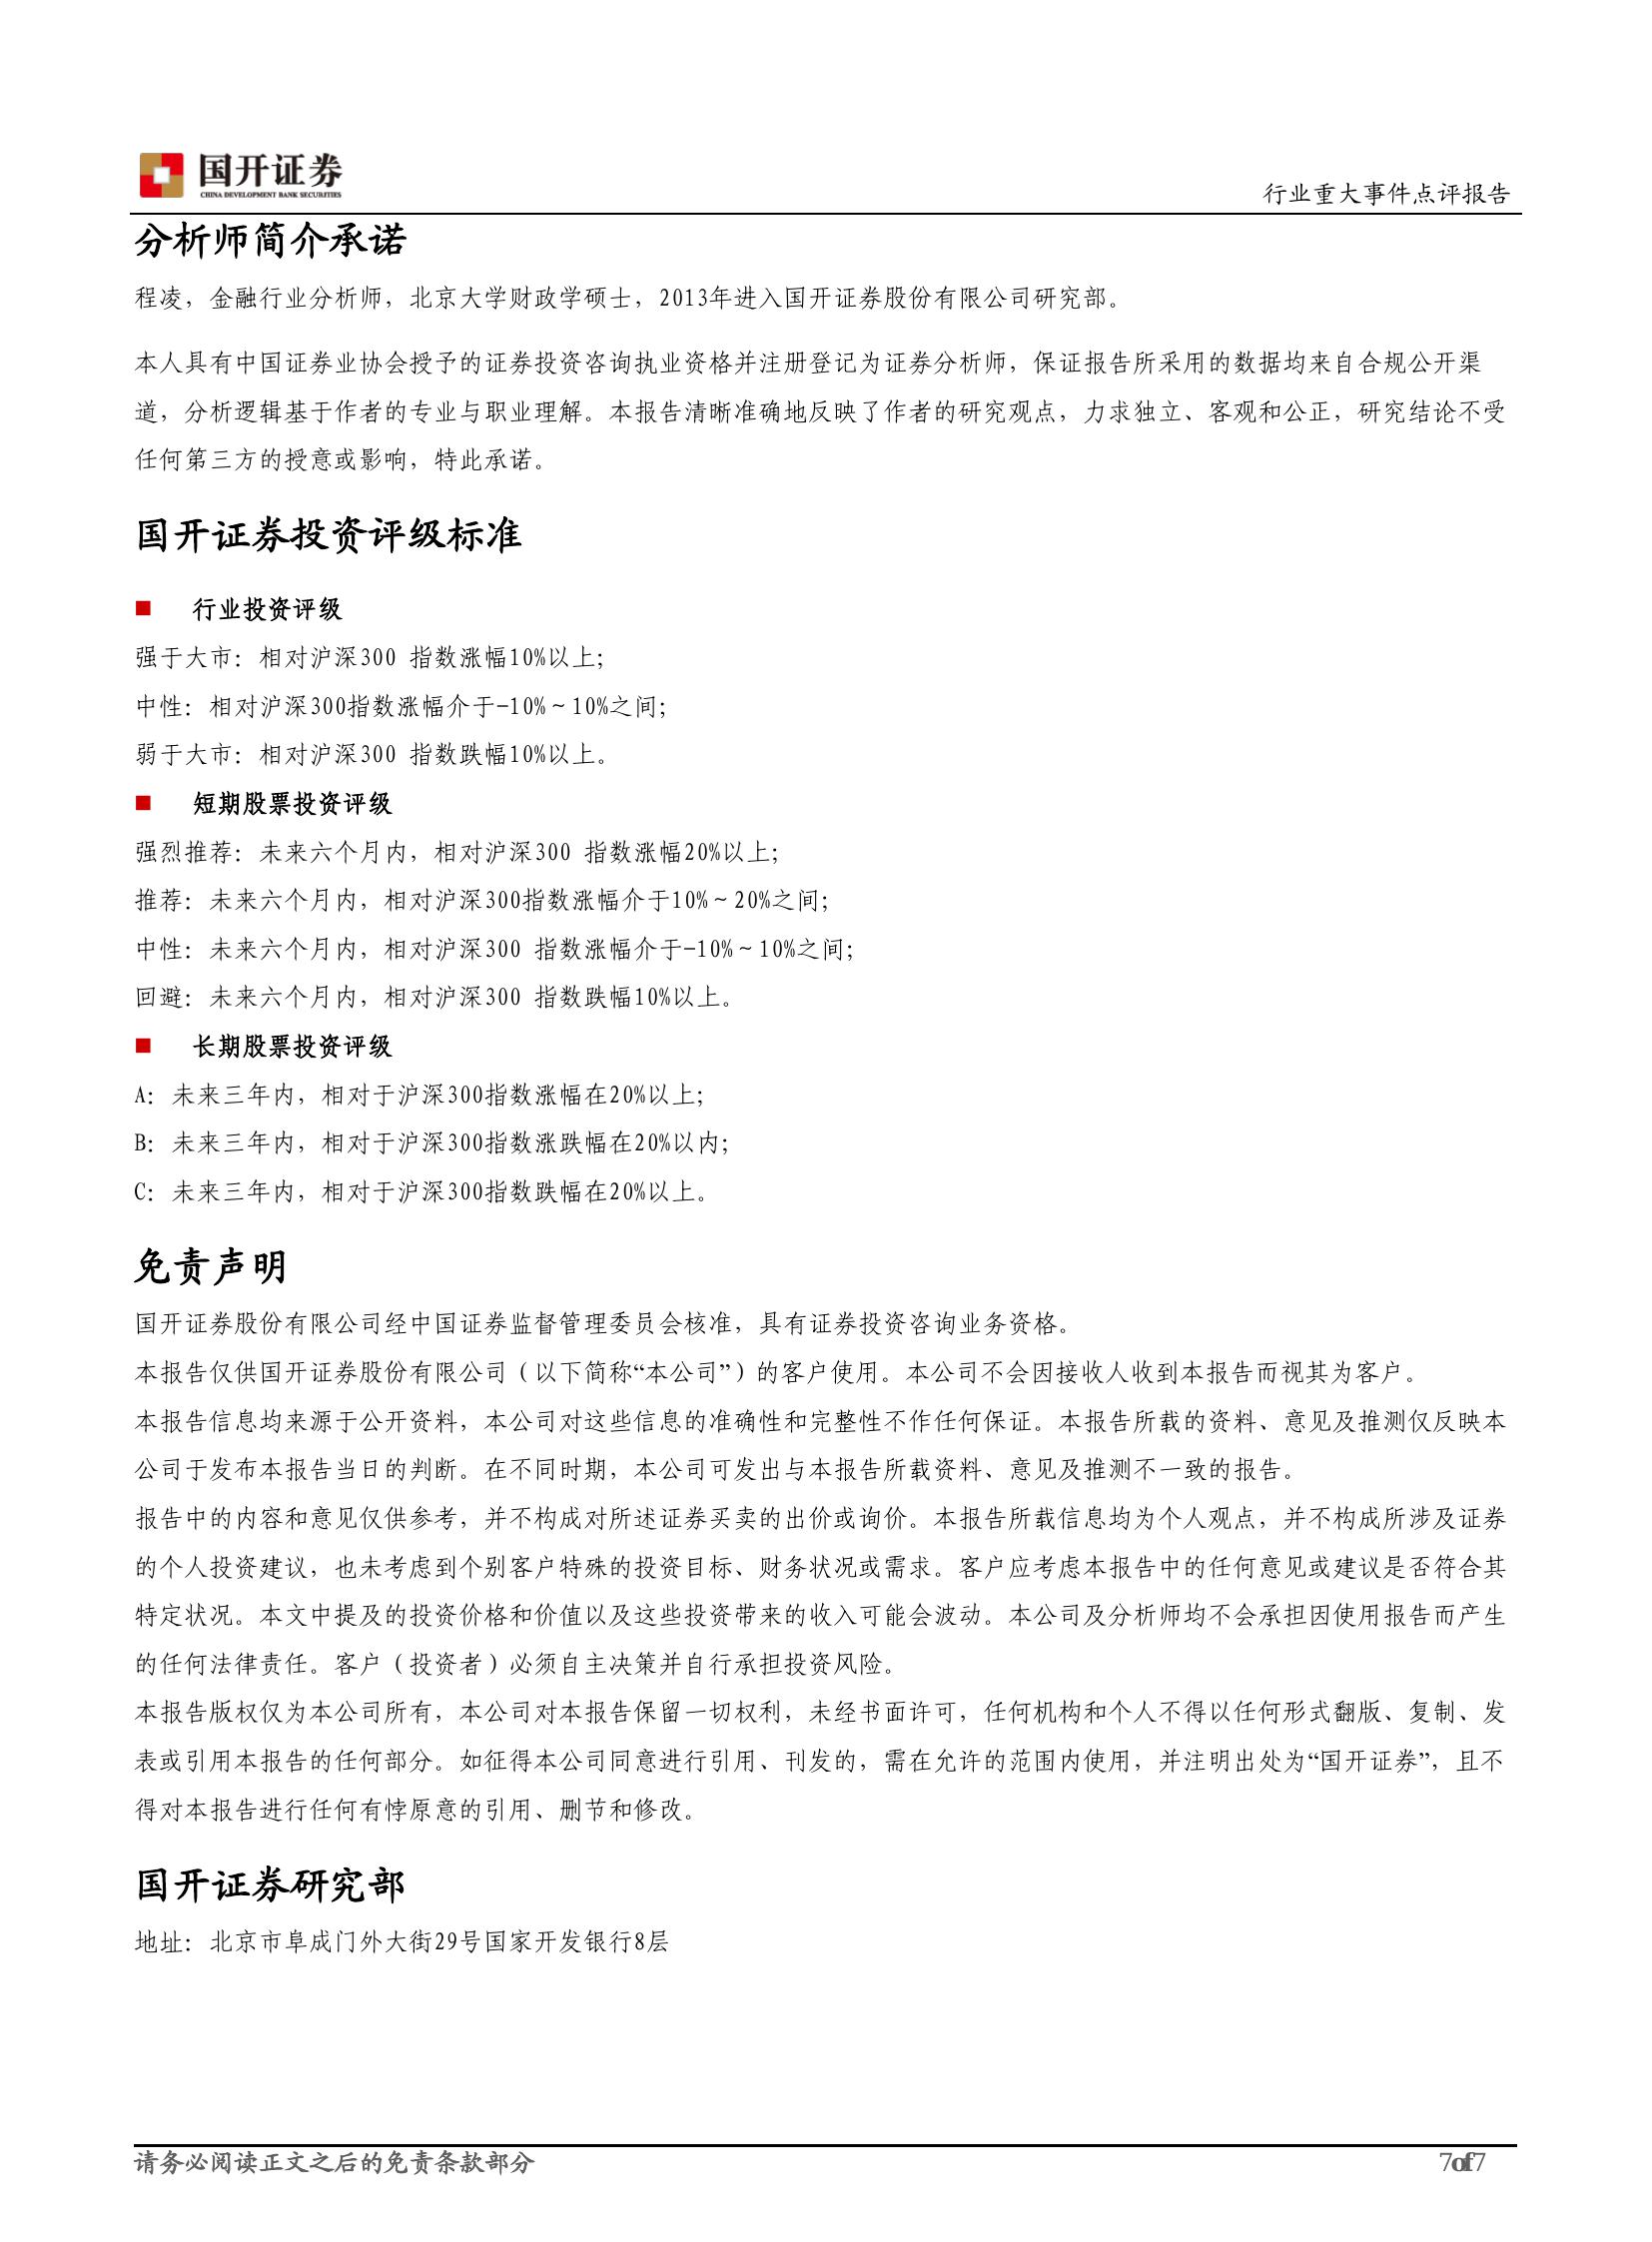 国开证券
CHINA DEVELOPMENT BANK SECURITIES
行业重大事件点评报告
分析师简介承诺
程凌，金融行业分析师，北京大学财政学硕士，2013年进入国开证券股份有限公司研究部。
本人具有中国证券业协会授予的证券投资咨询执业资格并注册登记为证券分析师，保证报告所采用的数据均来自合规公开渠
道，分析逻辑基于作者的专业与职业理解。本报告清晰准确地反映了作者的研究观点，力求独立、客观和公正，研究结论不受
任何第三方的授意或影响，特此承诺。
国开证券投资评级标准
■ 行业投资评级
强于大市：相对沪深300 指数涨幅10%以上；
中性：相对沪深300指数涨幅介于-10%～10%之间；
弱于大市：相对沪深300 指数跌幅10%以上。
■ 短期股票投资评级
强烈推荐：未来六个月内，相对沪深300 指数涨幅20%以上；
推荐：未来六个月内，相对沪深300指数涨幅介于10%～20%之间；
中性：未来六个月内，相对沪深300 指数涨幅介于-10%～10%之间；
回避：未来六个月内，相对沪深300 指数跌幅10%以上。
■ 长期股票投资评级
A：未来三年内，相对于沪深300指数涨幅在20%以上；
B：未来三年内，相对于沪深300指数涨跌幅在20%以内；
C：未来三年内，相对于沪深300指数跌幅在20%以上。
免责声明
国开证券股份有限公司经中国证券监督管理委员会核准，具有证券投资咨询业务资格。
本报告仅供国开证券股份有限公司（以下简称“本公司”）的客户使用。本公司不会因接收人收到本报告而视其为客户。
本报告信息均来源于公开资料，本公司对这些信息的准确性和完整性不作任何保证。本报告所载的资料、意见及推测仅反映本
公司于发布本报告当日的判断。在不同时期，本公司可发出与本报告所载资料、意见及推测不一致的报告。
报告中的内容和意见仅供参考，并不构成对所述证券买卖的出价或询价。本报告所载信息均为个人观点，并不构成所涉及证券
的个人投资建议，也未考虑到个别客户特殊的投资目标、财务状况或需求。客户应考虑本报告中的任何意见或建议是否符合其
特定状况。本文中提及的投资价格和价值以及这些投资带来的收入可能会波动。本公司及分析师均不会承担因使用报告而产生
的任何法律责任。客户（投资者）必须自主决策并自行承担投资风险。
本报告版权仅为本公司所有，本公司对本报告保留一切权利，未经书面许可，任何机构和个人不得以任何形式翻版、复制、发
表或引用本报告的任何部分。如征得本公司同意进行引用、刊发的，需在允许的范围内使用，并注明出处为“国开证券”，且不
得对本报告进行任何有悖原意的引用、删节和修改。
国开证券研究部
地址：北京市阜成门外大街29号国家开发银行8层
请务必阅读正文之后的免责条款部分
7of7